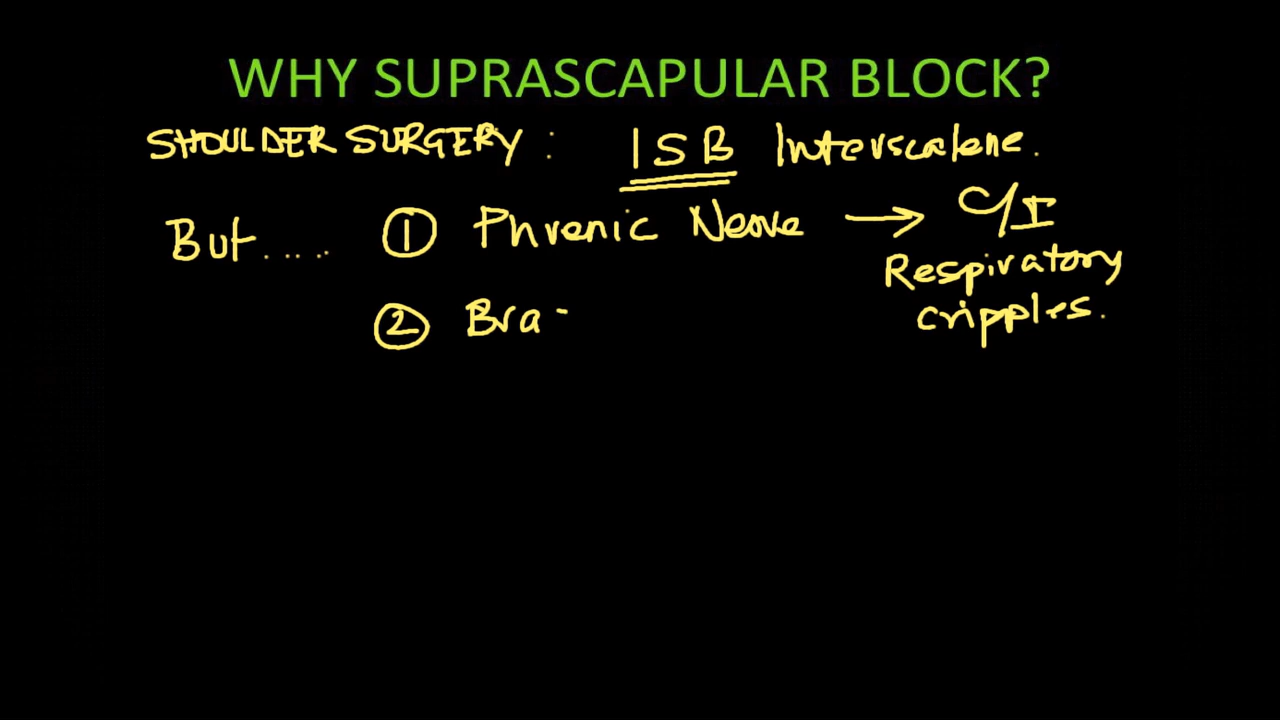 WHY SUPRASCAPULAR BLOCK?
SHOULDER SURGERY : ISB Interscalene.
But.... ① Phrenic Nerve → C/I
Respiratory
cripples.
② Bra